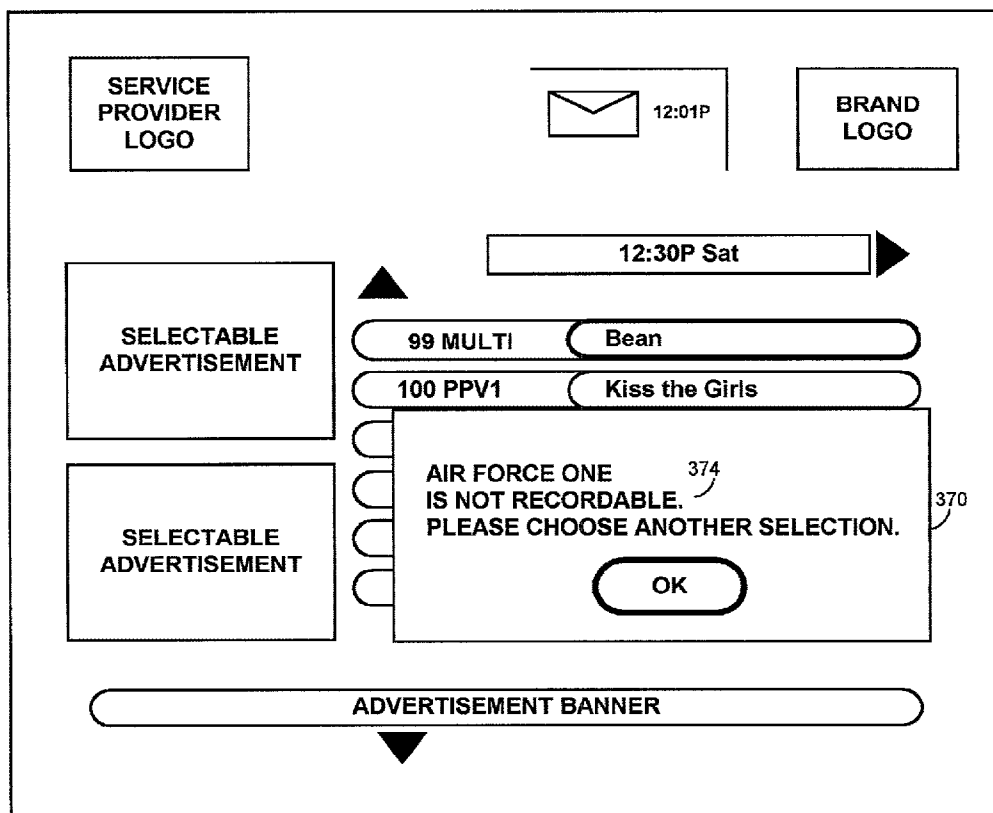 SERVICE
PROVIDER
LOGO
12:01P
BRAND
LOGO
12:30P Sat
SELECTABLE
ADVERTISEMENT
99 MULTI
Bean
100 PPV1
Kiss the Girls
AIR FORCE ONE
374
IS NOT RECORDABLE.
370
PLEASE CHOOSE ANOTHER SELECTION.
SELECTABLE
ADVERTISEMENT
OK
ADVERTISEMENT BANNER